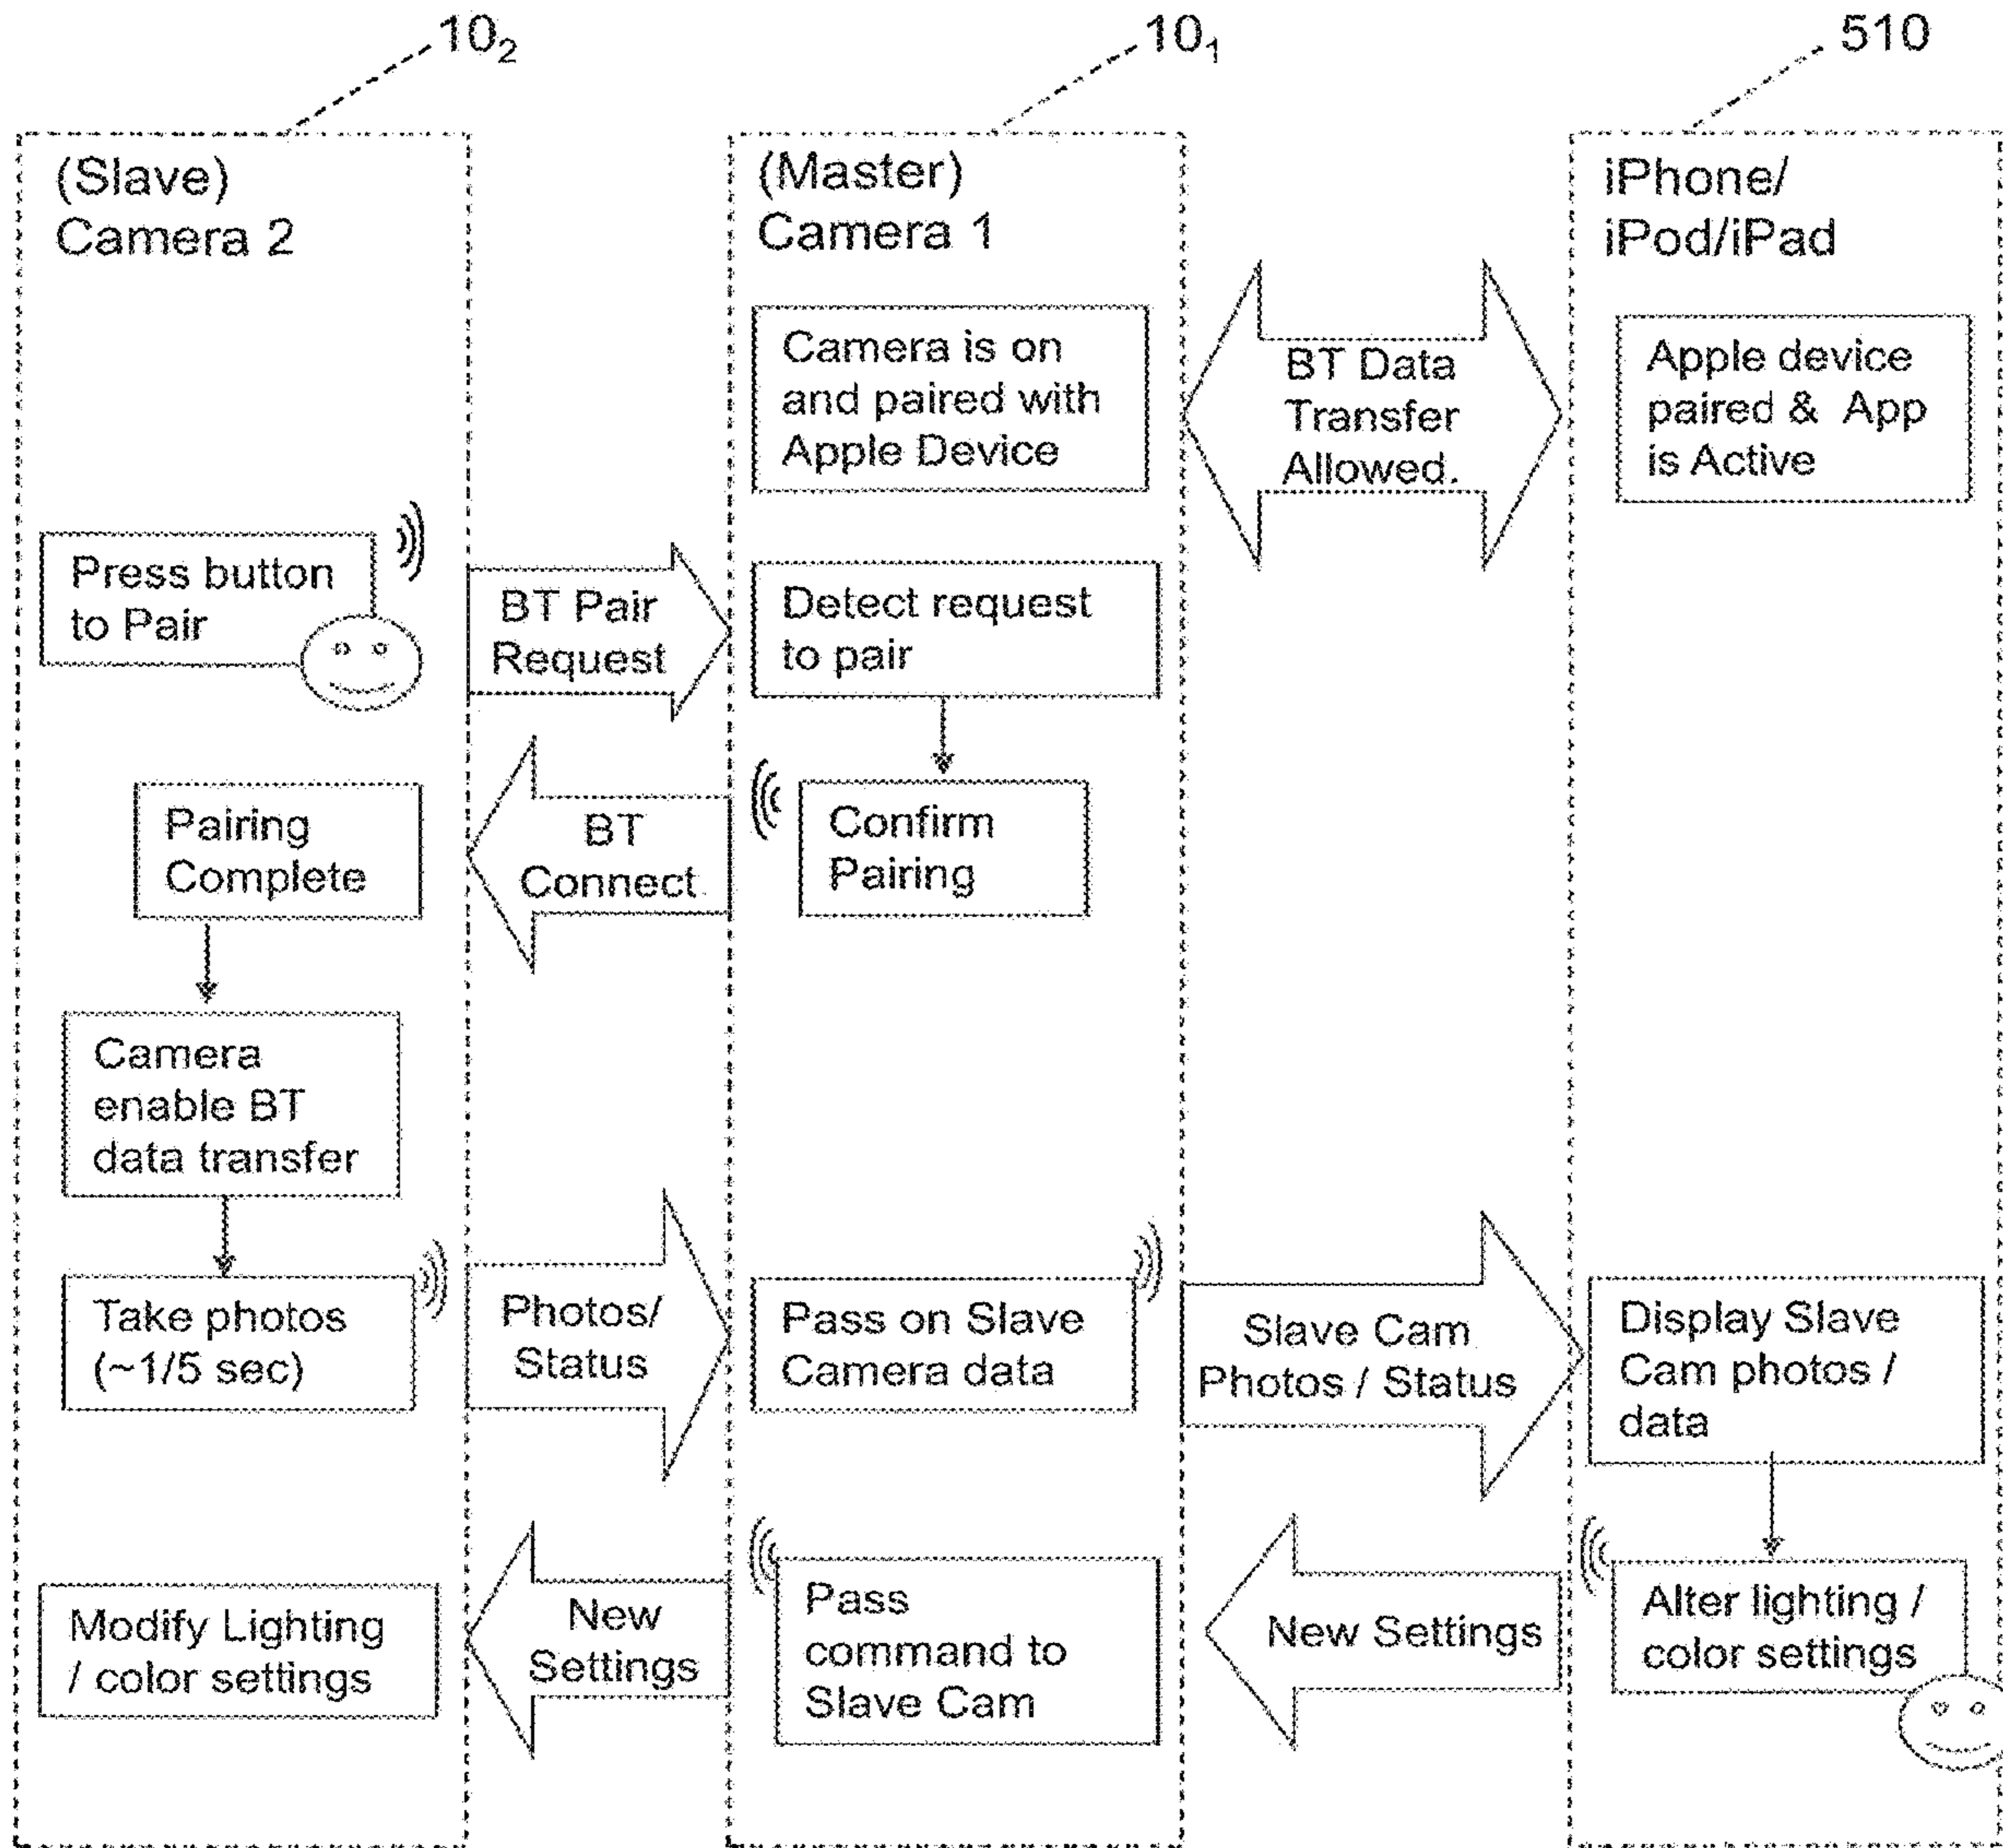 10₂
10₁
510
(Slave)
Camera 2
(Master)
Camera 1
iPhone/
iPod/iPad
Camera is on
and paired with
Apple Device
BT Data
Transfer
Allowed.
Apple device
paired & App
is Active
Press button
to Pair
BT Pair
Request
Detect request
to pair
Pairing
Complete
BT
Connect
Confirm
Pairing
Camera
enable BT
data transfer
Take photos
(~1/5 sec)
Photos/
Status
Pass on Slave
Camera data
Slave Cam
Photos / Status
Display Slave
Cam photos /
data
Modify Lighting
/ color settings
New
Settings
Pass
command to
Slave Cam
New Settings
Alter lighting /
color settings